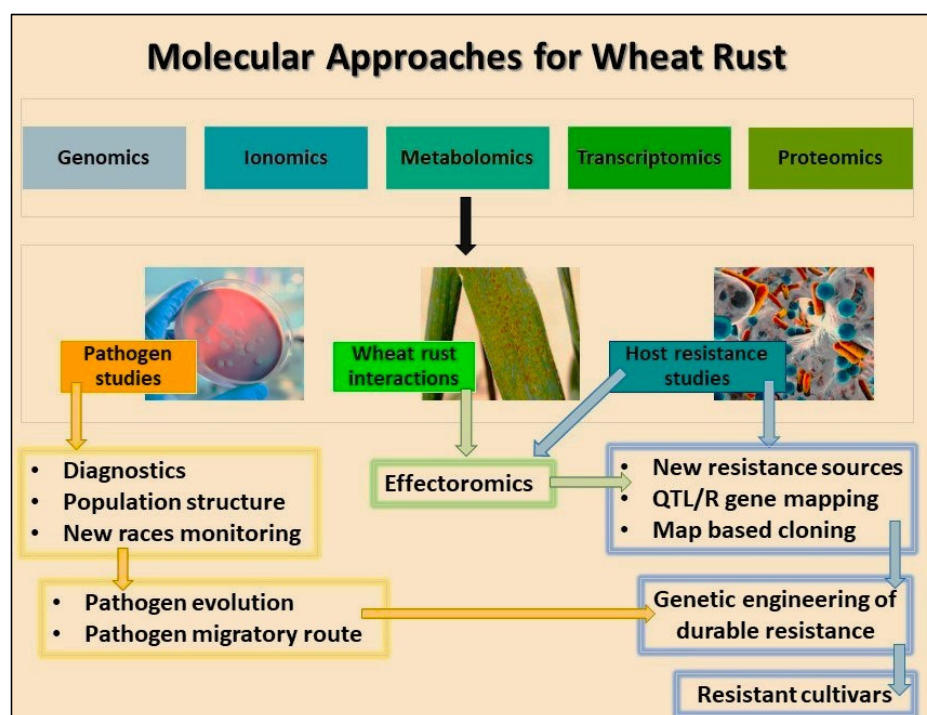 Molecular Approaches for Wheat Rust
Genomics
Ionomics
Metabolomics
Transcriptomics
Proteomics
Pathogen
studies
Wheat rust
interactions
Host resistance
studies
• Diagnostics
• Population structure
• New races monitoring
Effectoromics
• New resistance sources
• QTL/R gene mapping
• Map based cloning
• Pathogen evolution
• Pathogen migratory route
Genetic engineering of
durable resistance
Resistant cultivars